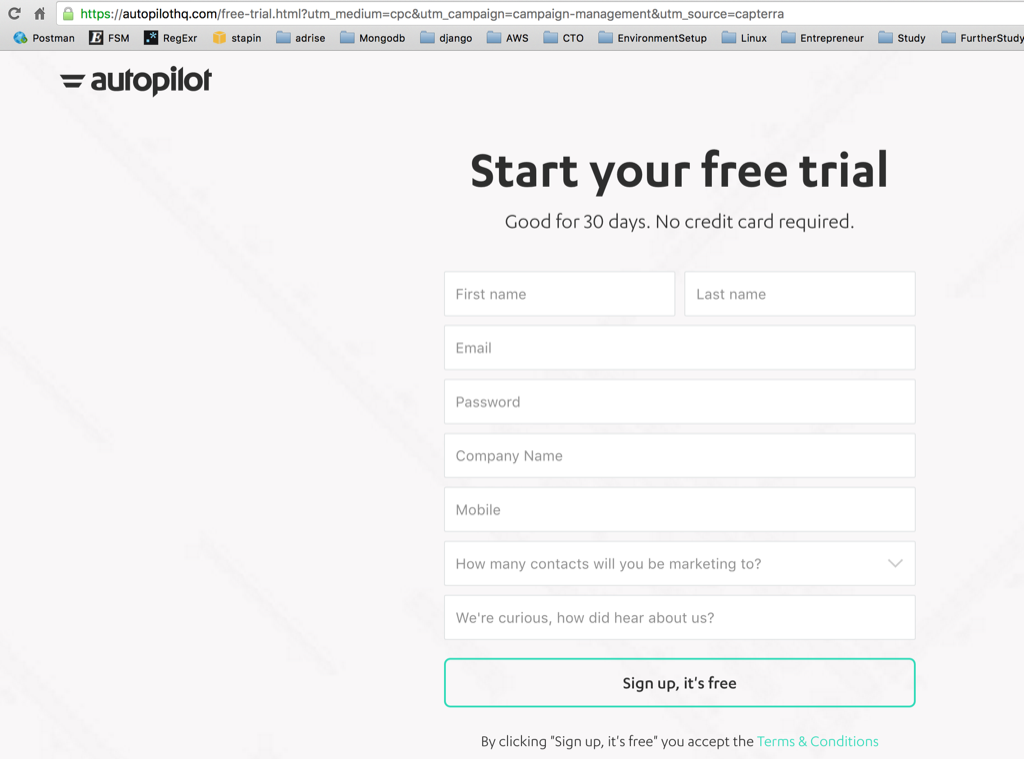 https://autopilothq.com/free-trial.html?utm_medium=cpc&utm_campaign=campaign-management&utm_source=capterra
Postman E FSM .* RegExr stapin adrise Mongodb django AWS CTO EnvironmentSetup Linux Entrepreneur Study FurtherStudy
autopilot
Start your free trial
Good for 30 days. No credit card required.
First name Last name
Email
Password
Company Name
Mobile
How many contacts will you be marketing to?
We're curious, how did hear about us?
Sign up, it's free
By clicking "Sign up, it's free" you accept the Terms & Conditions